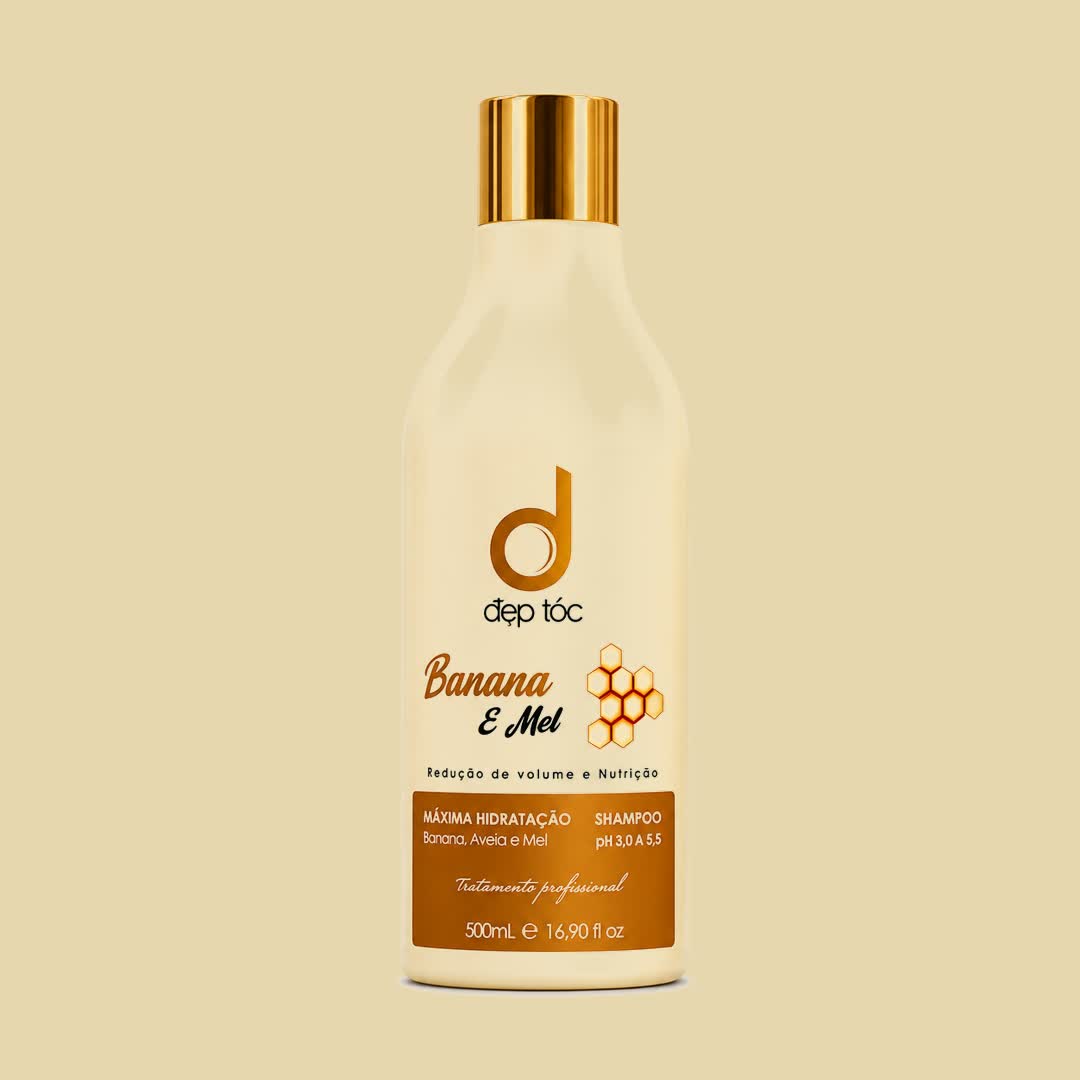 d
đẹp tóc
Banana
E Mel
Redução de volume e Nutrição
MÁXIMA HIDRATAÇÃO SHAMPOO
Banana, Aveia e Mel pH 3,0 A 5,5
Tratamento profissional
500mL ℮ 16,90 fl oz